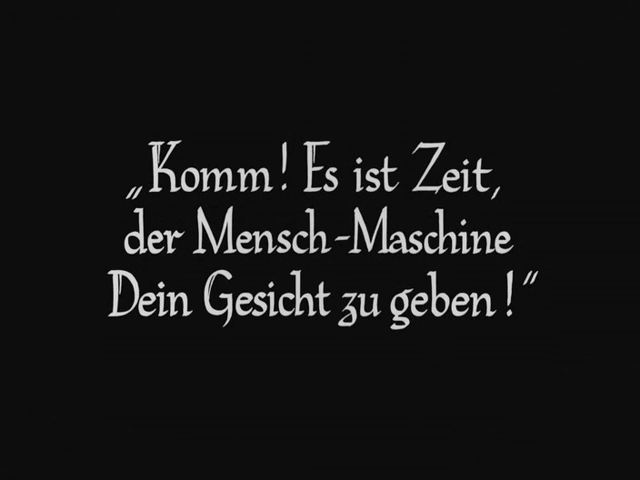 „Komm! Es ist Zeit,
der Mensch-Maschine
Dein Gesicht zu geben!“